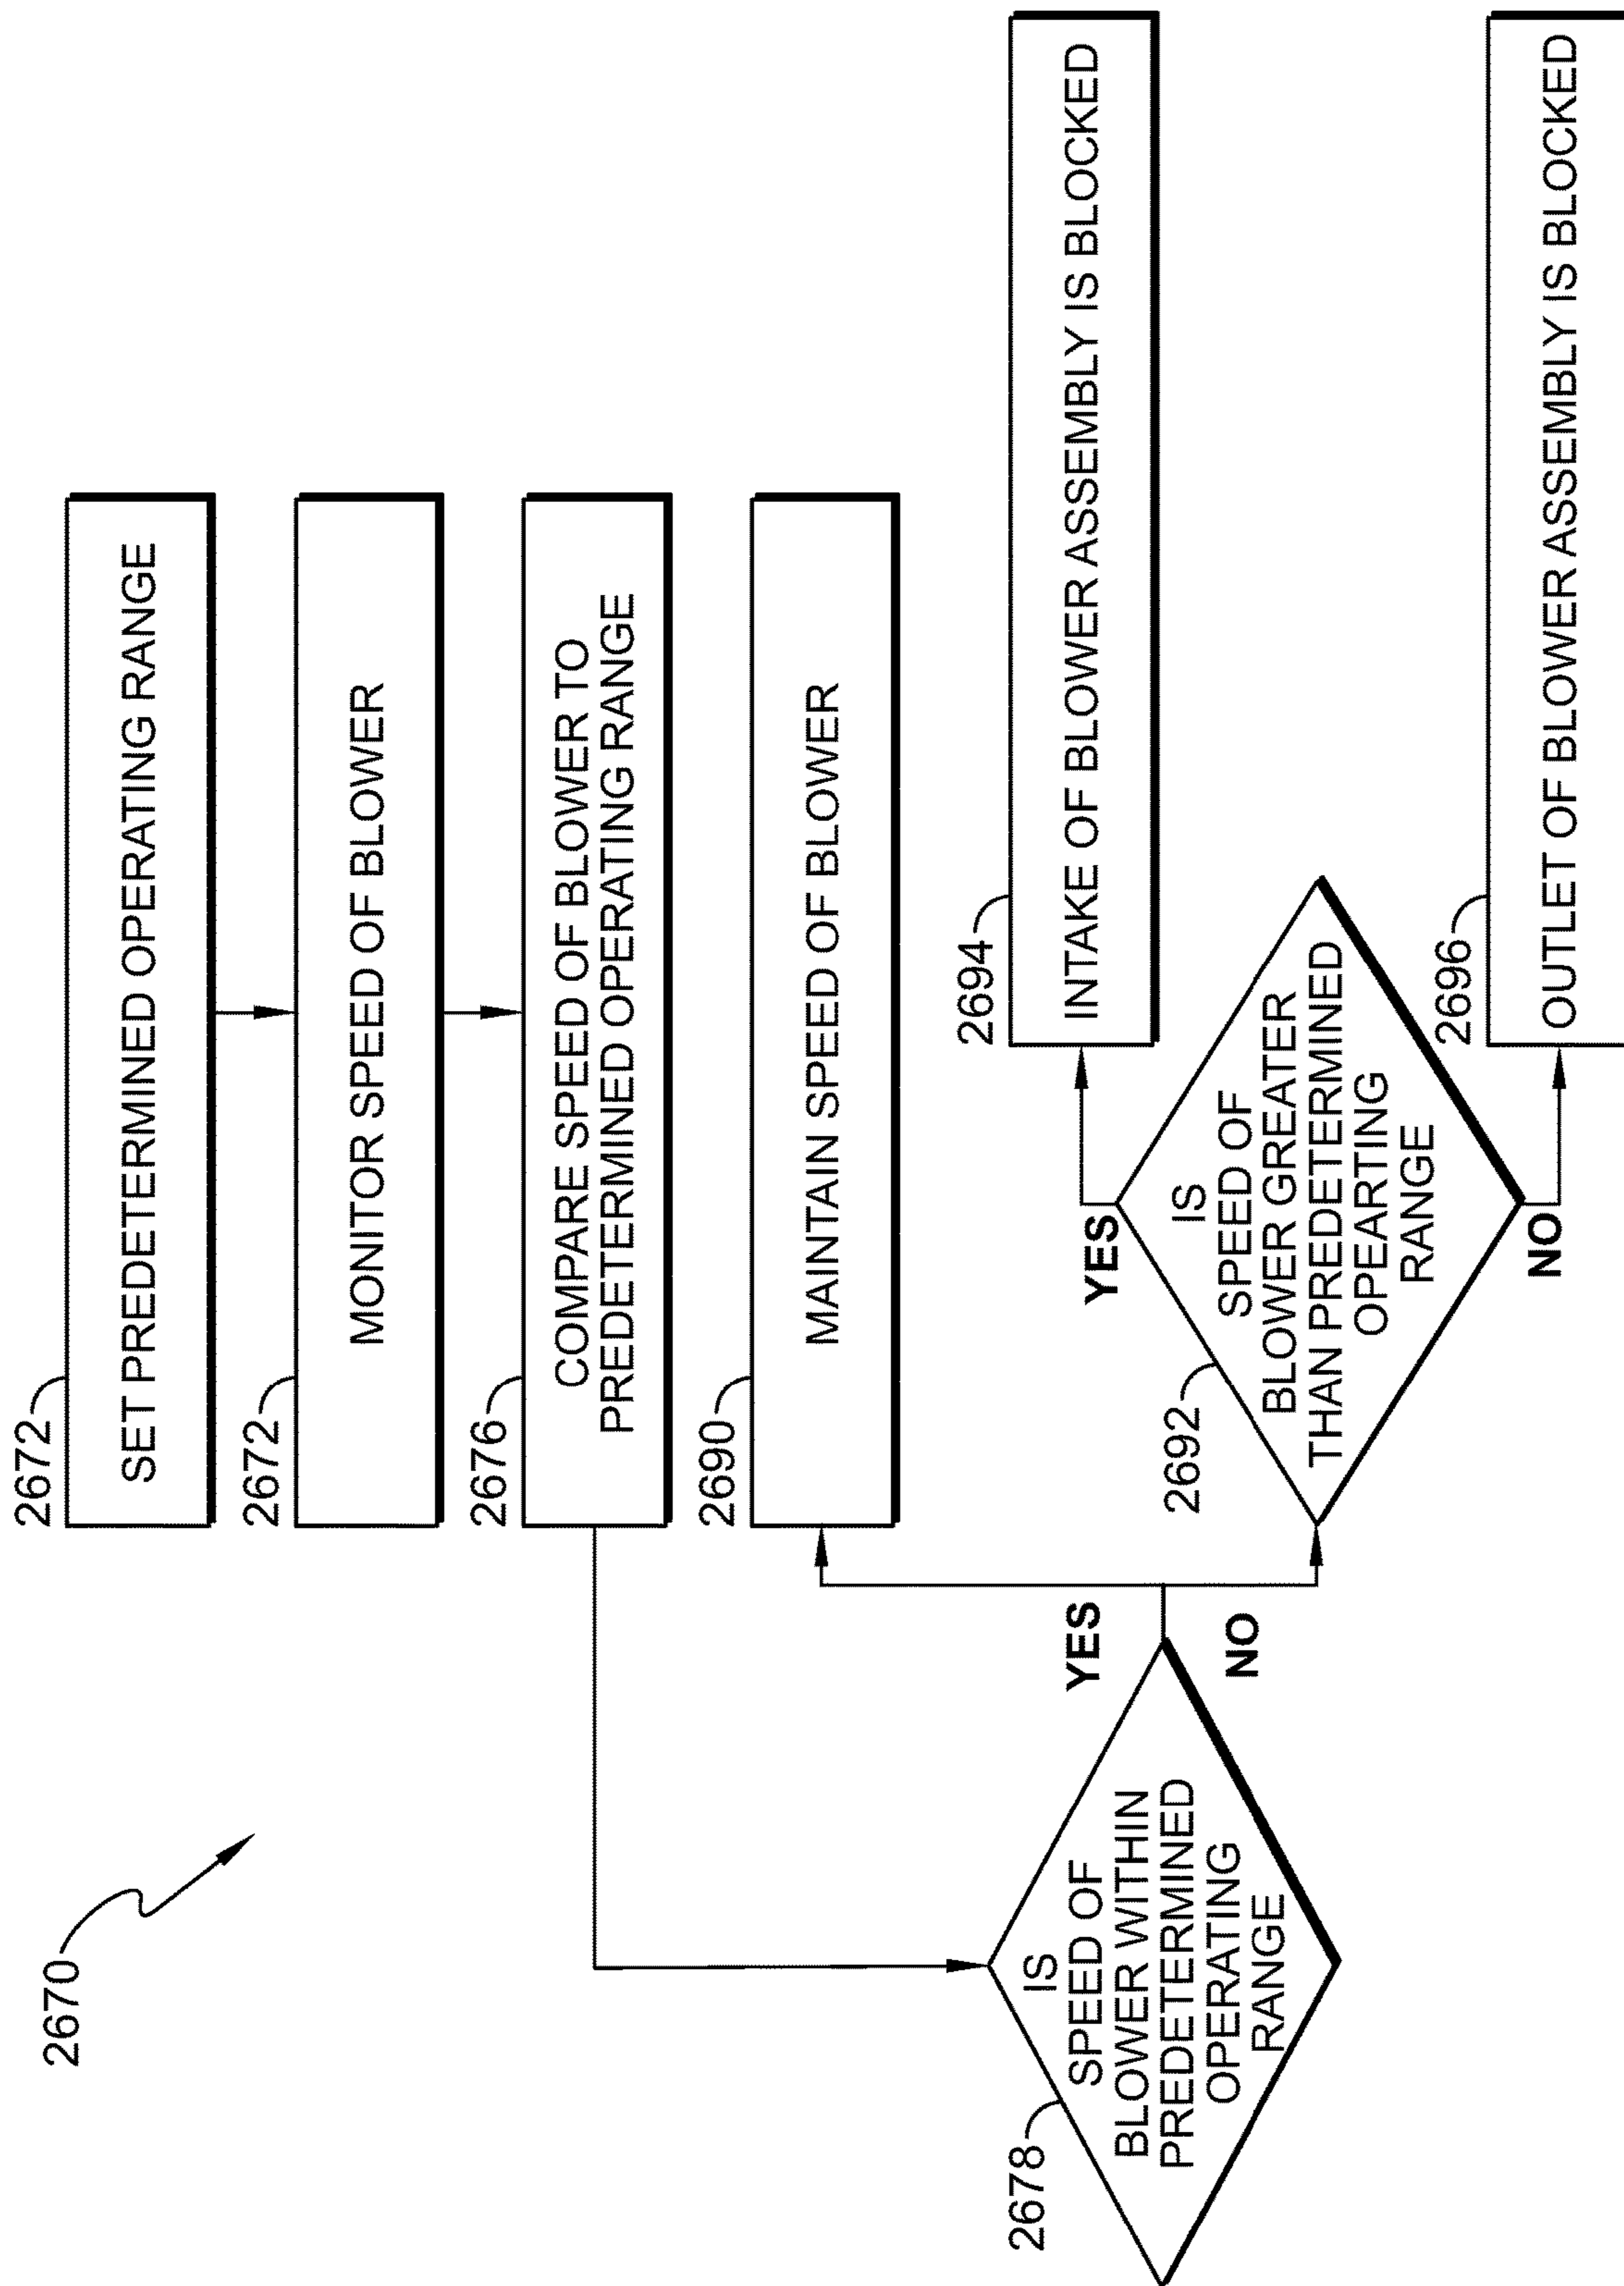 2670
2672
SET PREDETERMINED OPERATING RANGE
2672
MONITOR SPEED OF BLOWER
2676
COMPARE SPEED OF BLOWER TO
PREDETERMINED OPERATING RANGE
2678
IS
SPEED OF
BLOWER WITHIN
PREDETERMINED
OPERATING
RANGE
YES
NO
2690
MAINTAIN SPEED OF BLOWER
2692
IS
SPEED OF
BLOWER GREATER
THAN PREDETERMINED
OPEARTING
RANGE
YES
NO
2694
INTAKE OF BLOWER ASSEMBLY IS BLOCKED
2696
OUTLET OF BLOWER ASSEMBLY IS BLOCKED